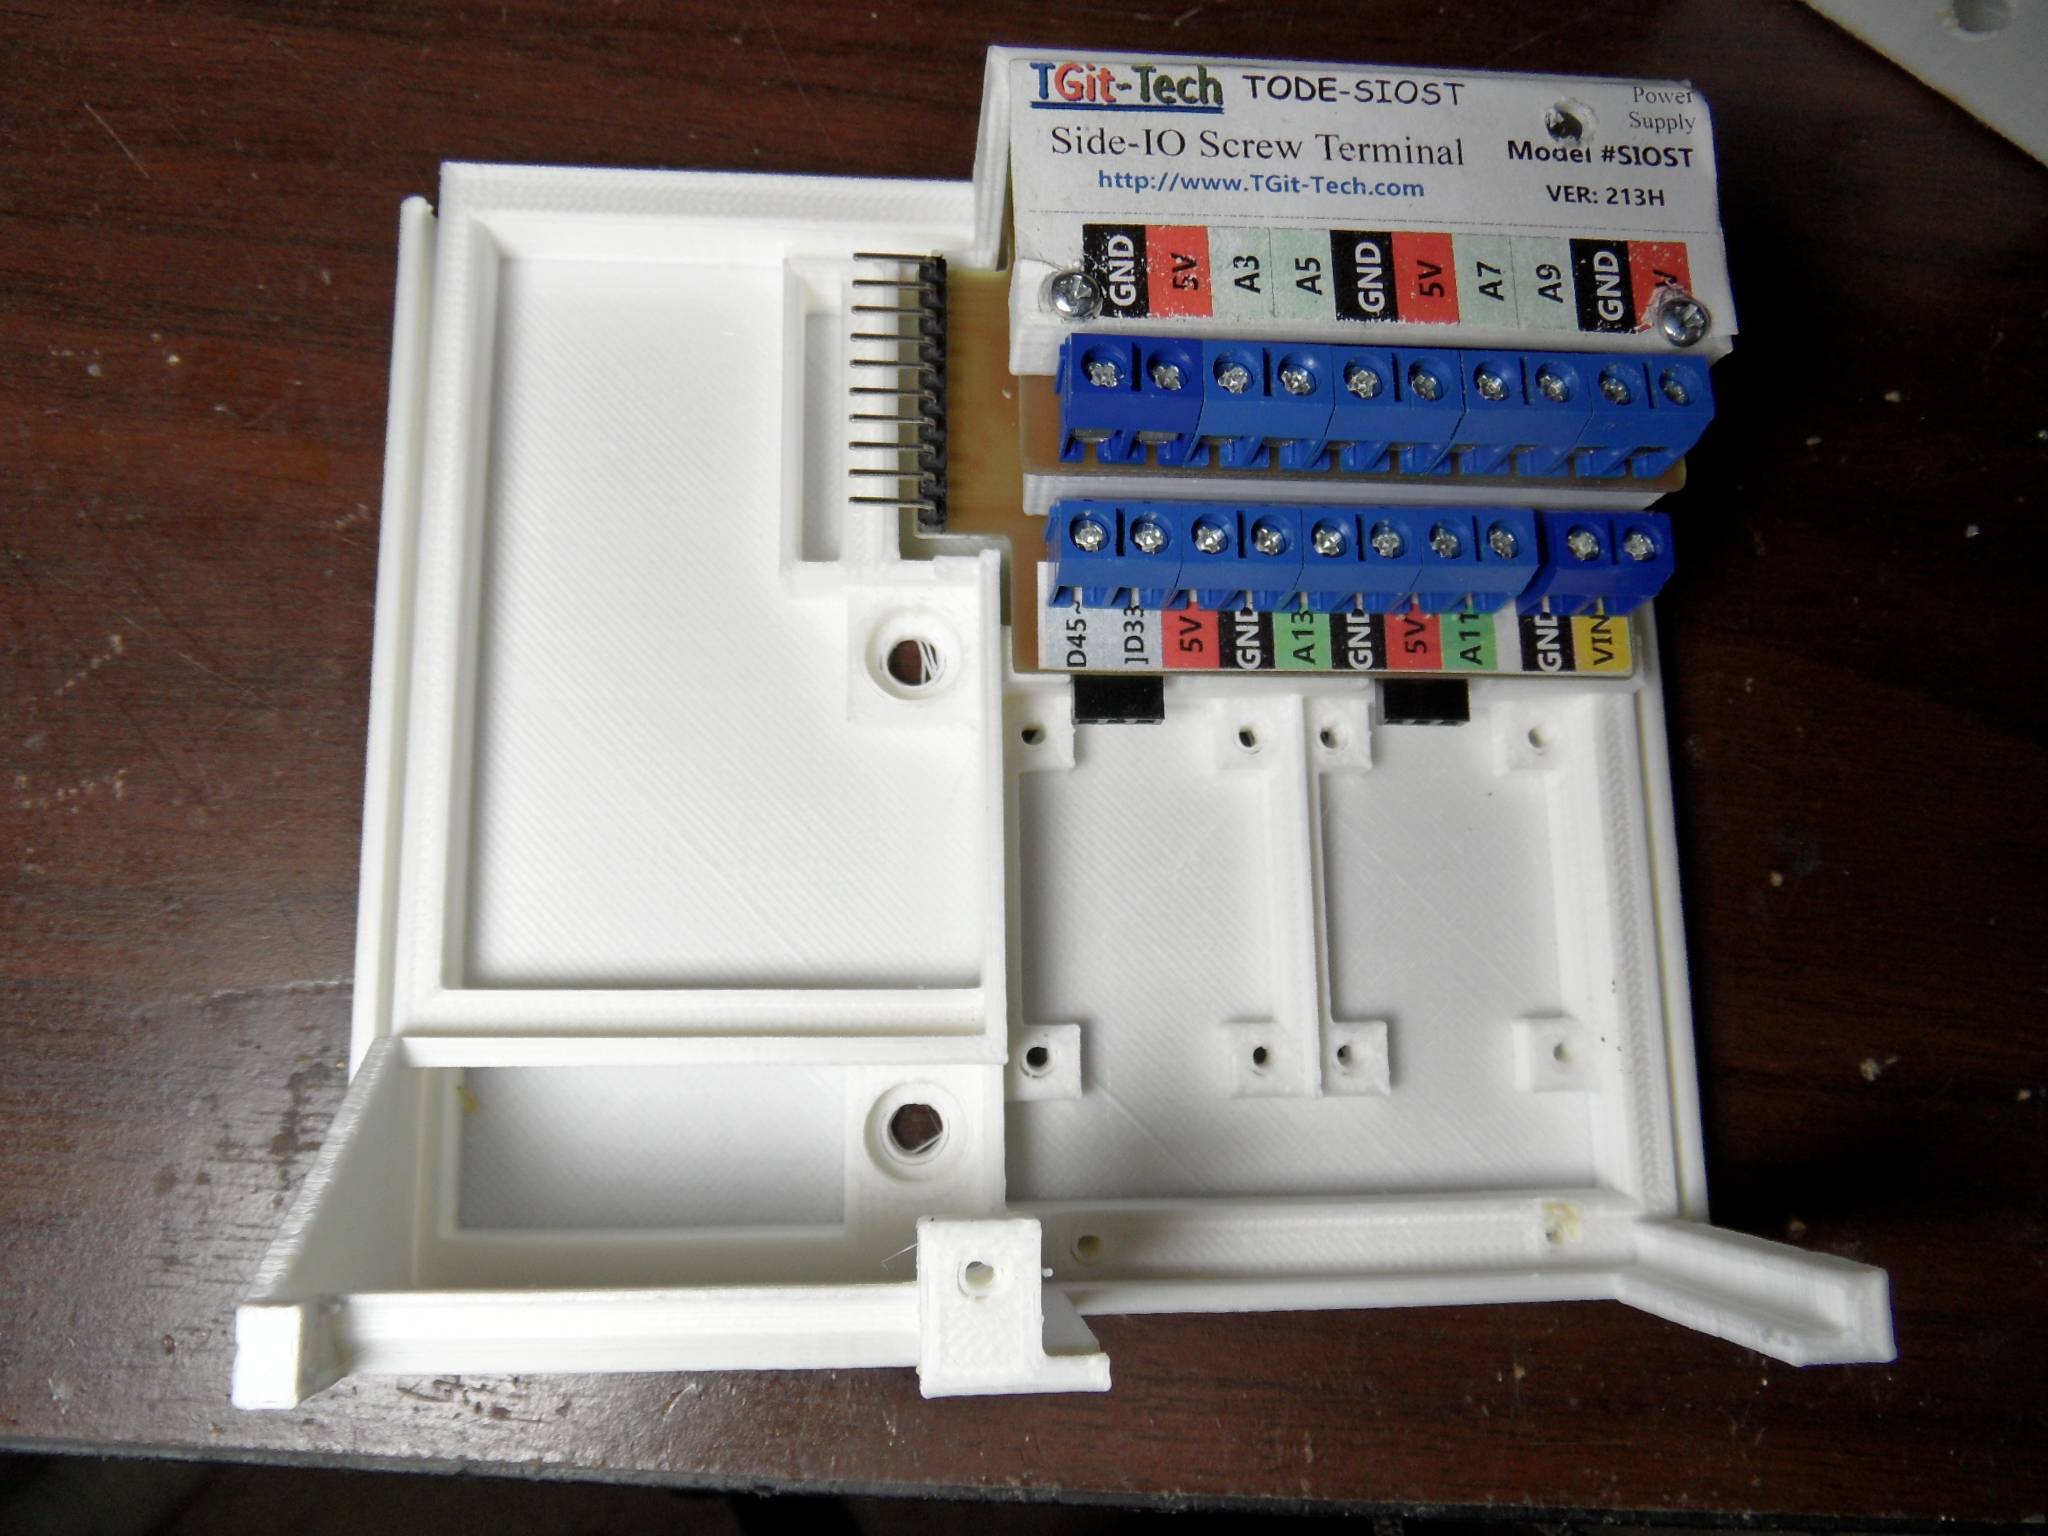 TGit-Tech TODE-SIOST
Power
Supply
Side-IO Screw Terminal
Model #SIOST
http://www.TGit-Tech.com
VER: 213H
GND 5V A3 A5 GND 5V A7 A9 GND V
D45~ ]D33 5V GND A13 GND 5V A11 GND VIN